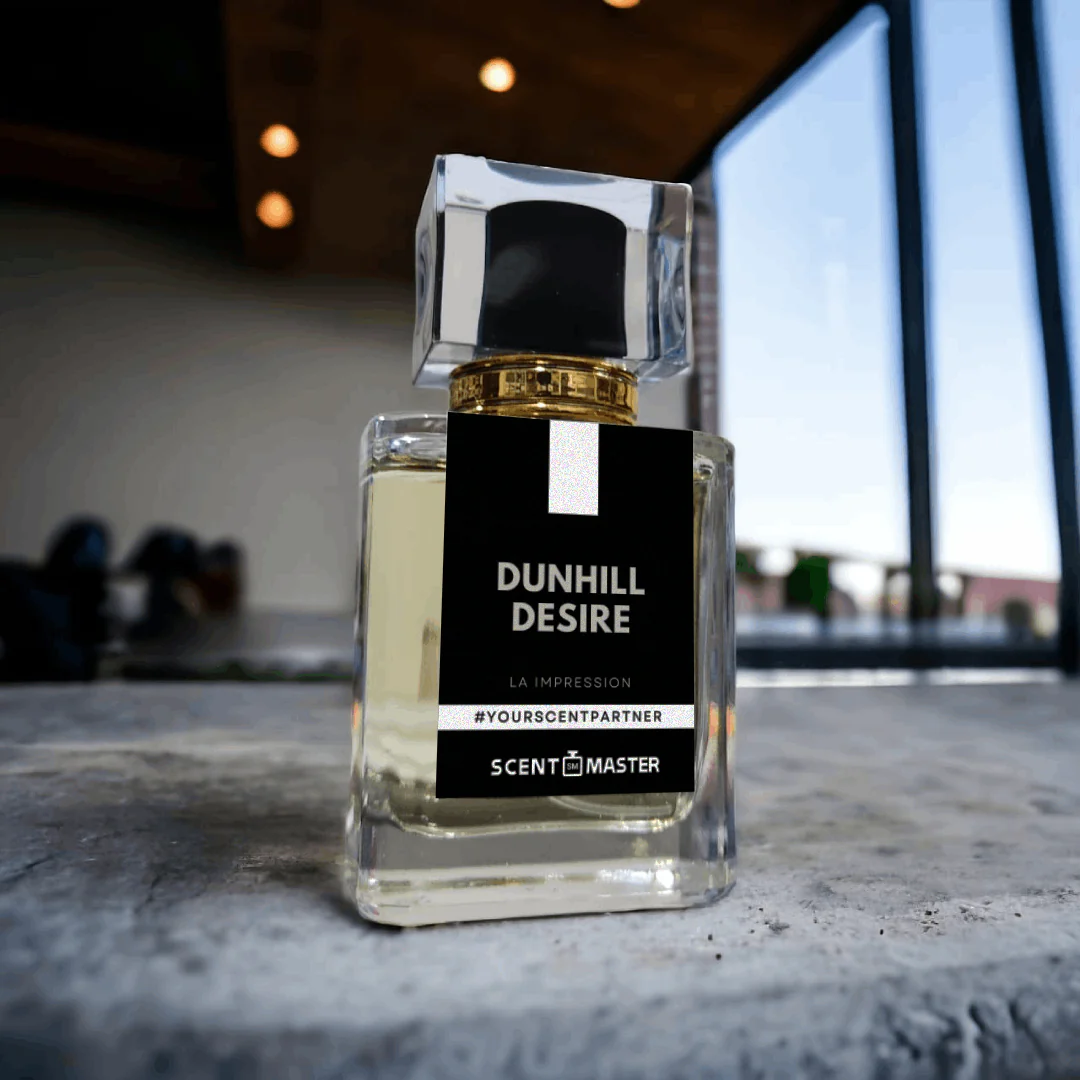 DUNHILL
DESIRE
LA IMPRESSION
#YOURSCENTPARTNER
SCENT SM MASTER